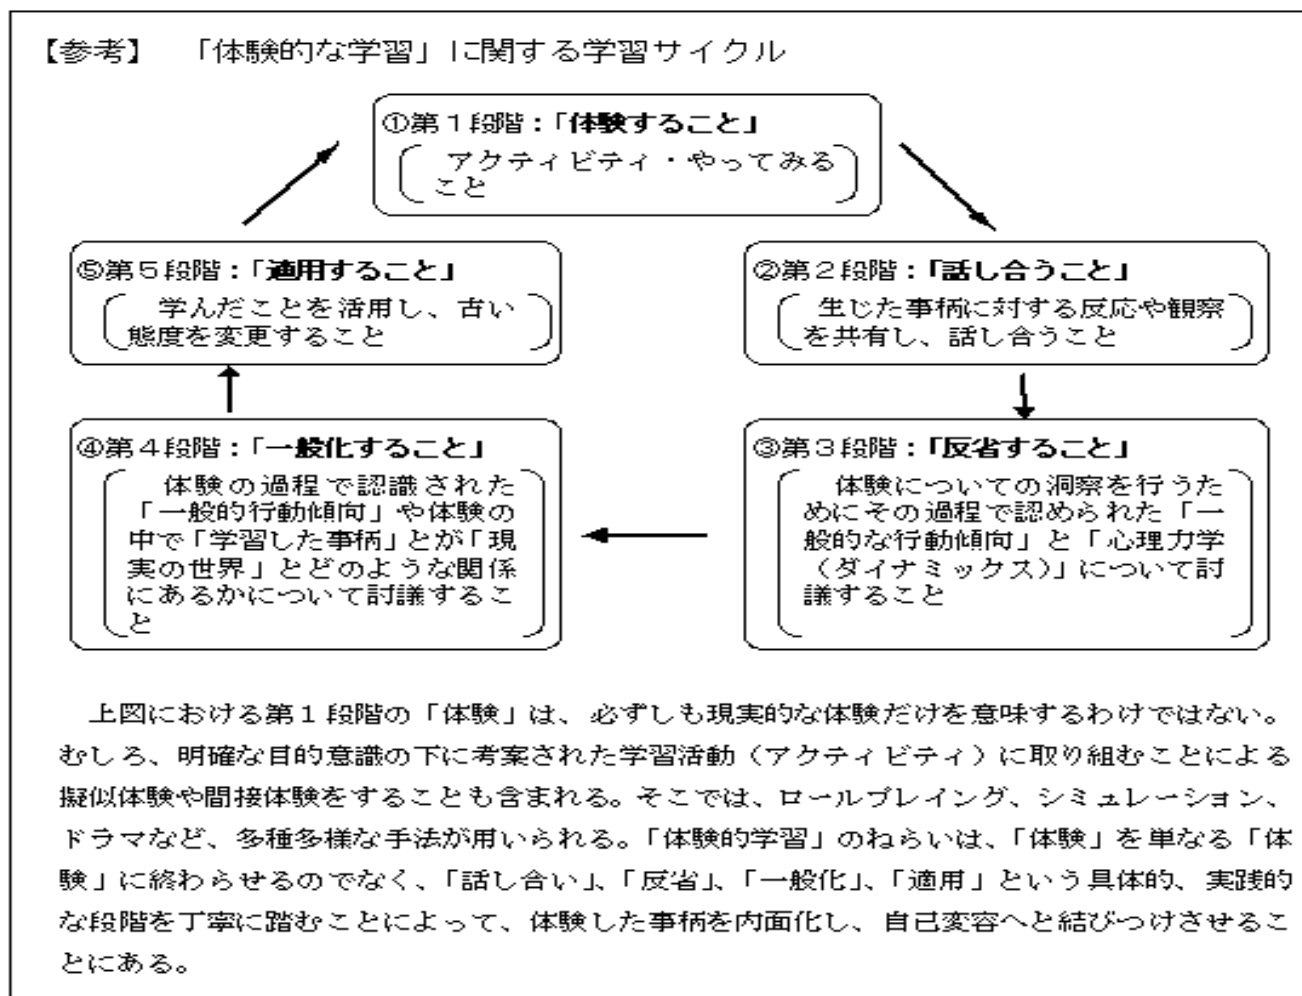 【参考】　「体験的な学習」に関する学習サイクル
①第１段階：「体験すること」
アクティビティ・やってみる
こと
⑤第５段階：「適用すること」
学んだことを活用し、古い
態度を変更すること
②第２段階：「話し合うこと」
生じた事柄に対する反応や観察
を共有し、話し合うこと
④第４段階：「一般化すること」
体験の過程で認識された
「一般的行動傾向」や体験の
中で「学習した事柄」とが「現
実の世界」とどのような関係
にあるかについて討議するこ
と
③第３段階：「反省すること」
体験についての洞察を行うた
めにその過程で認められた「一
般的な行動傾向」と「心理力学
（ダイナミックス）」について討
議すること
上図における第１段階の「体験」は、必ずしも現実的な体験だけを意味するわけではない。
むしろ、明確な目的意識の下に考案された学習活動（アクティビティ）に取り組むことによる
擬似体験や間接体験をすることも含まれる。そこでは、ロールプレイング、シミュレーション、
ドラマなど、多種多様な手法が用いられる。「体験的学習」のねらいは、「体験」を単なる「体
験」に終わらせるのでなく、「話し合い」、「反省」、「一般化」、「適用」という具体的、実践的
な段階を丁寧に踏むことによって、体験した事柄を内面化し、自己変容へと結びつけさせるこ
とにある。